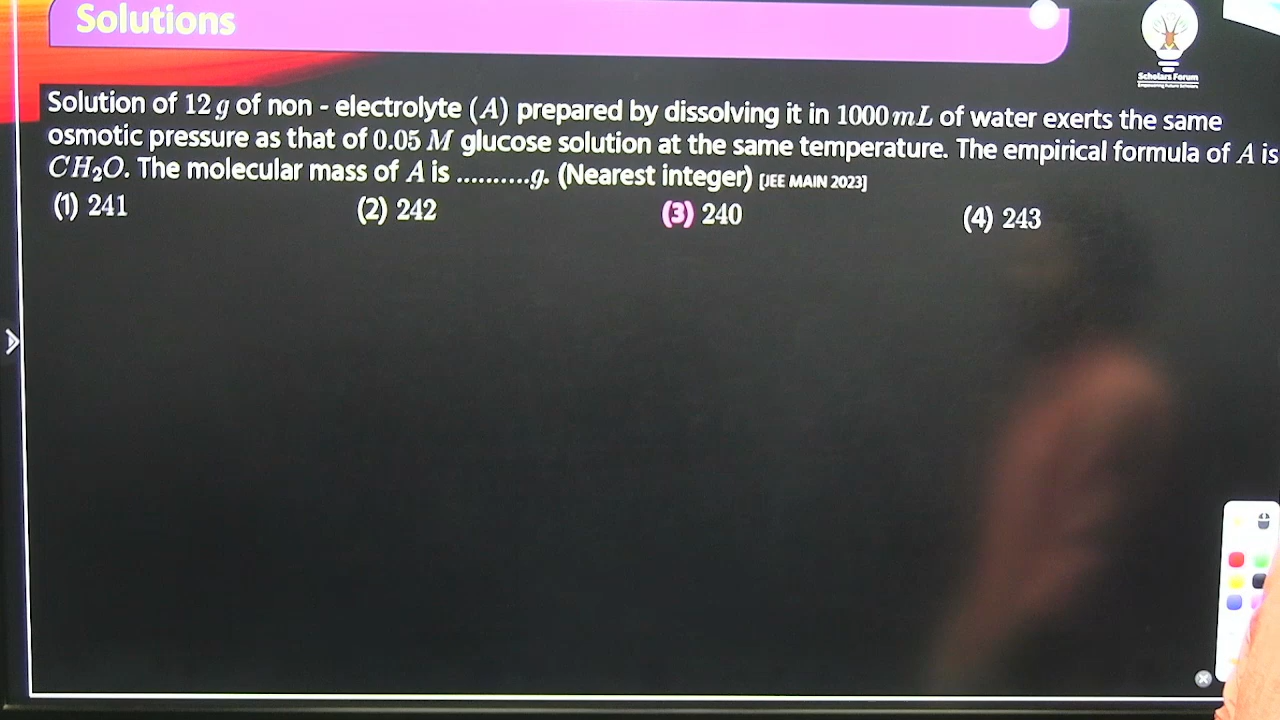 Solutions
Scholars Forum
Solution of 12 g of non - electrolyte (A) prepared by dissolving it in 1000 mL of water exerts the same
osmotic pressure as that of 0.05 M glucose solution at the same temperature. The empirical formula of A is
CH₂O. The molecular mass of A is ..........g. (Nearest integer) [JEE MAIN 2023]
(1) 241 (2) 242 (3) 240 (4) 243